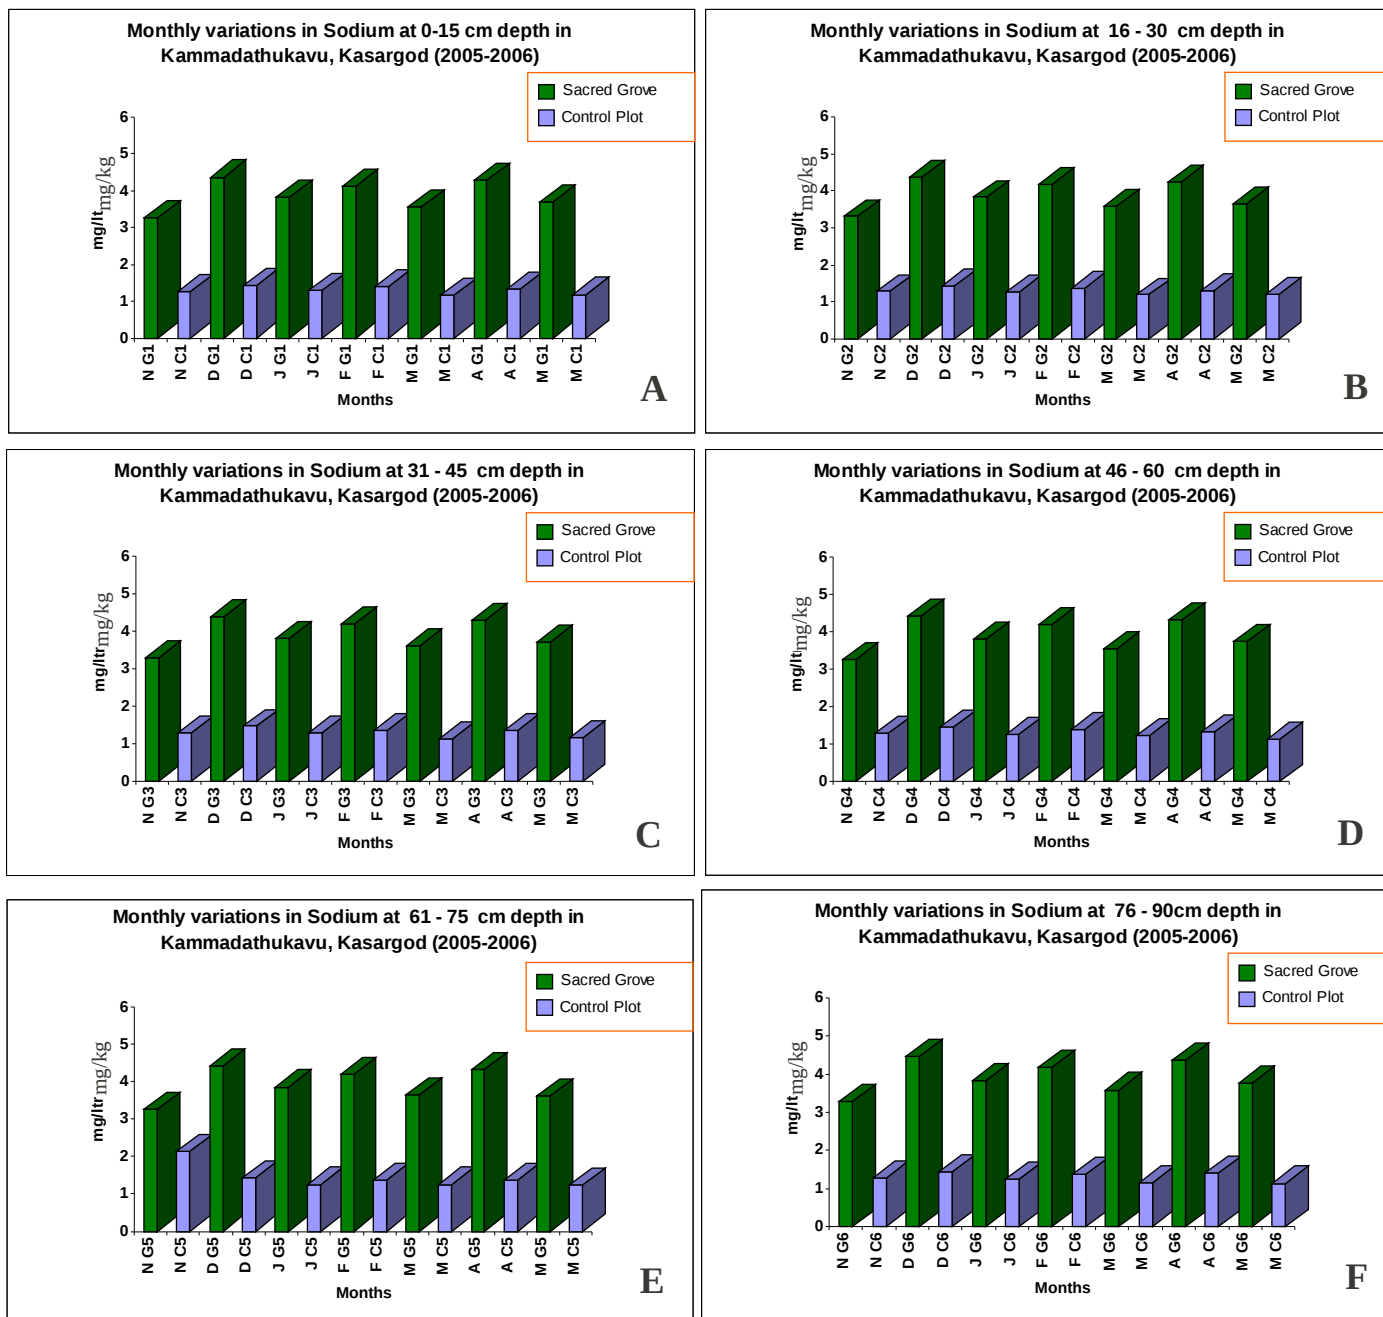 Monthly variations in Sodium at 0-15 cm depth in
Kammadathukavu, Kasargod (2005-2006)
Sacred Grove
Control Plot
6
5
4
3
2
1
0
mg/lt mg/kg
N G1
N C1
D G1
D C1
J G1
J C1
F G1
F C1
M G1
M C1
A G1
A C1
M G1
M C1
Months
A
Monthly variations in Sodium at 16 - 30 cm depth in
Kammadathukavu, Kasargod (2005-2006)
Sacred Grove
Control Plot
6
5
4
3
2
1
0
mg/lt mg/kg
N G2
N C2
D G2
D C2
J G2
J C2
F G2
F C2
M G2
M C2
A G2
A C2
M G2
M C2
Months
B
Monthly variations in Sodium at 31 - 45 cm depth in
Kammadathukavu, Kasargod (2005-2006)
Sacred Grove
Control Plot
6
5
4
3
2
1
0
mg/ltr mg/kg
N G3
N C3
D G3
D C3
J G3
J C3
F G3
F C3
M G3
M C3
A G3
A C3
M G3
M C3
Months
C
Monthly variations in Sodium at 46 - 60 cm depth in
Kammadathukavu, Kasargod (2005-2006)
Sacred Grove
Control Plot
6
5
4
3
2
1
0
mg/lt mg/kg
N G4
N C4
D G4
D C4
J G4
J C4
F G4
F C4
M G4
M C4
A G4
A C4
M G4
M C4
Months
D
Monthly variations in Sodium at 61 - 75 cm depth in
Kammadathukavu, Kasargod (2005-2006)
Sacred Grove
Control Plot
6
5
4
3
2
1
0
mg/ltr mg/kg
N G5
N C5
D G5
D C5
J G5
J C5
F G5
F C5
M G5
M C5
A G5
A C5
M G5
M C5
Months
E
Monthly variations in Sodium at 76 - 90cm depth in
Kammadathukavu, Kasargod (2005-2006)
Sacred Grove
Control Plot
6
5
4
3
2
1
0
mg/lt mg/kg
N G6
N C6
D G6
D C6
J G6
J C6
F G6
F C6
M G6
M C6
A G6
A C6
M G6
M C6
Months
F